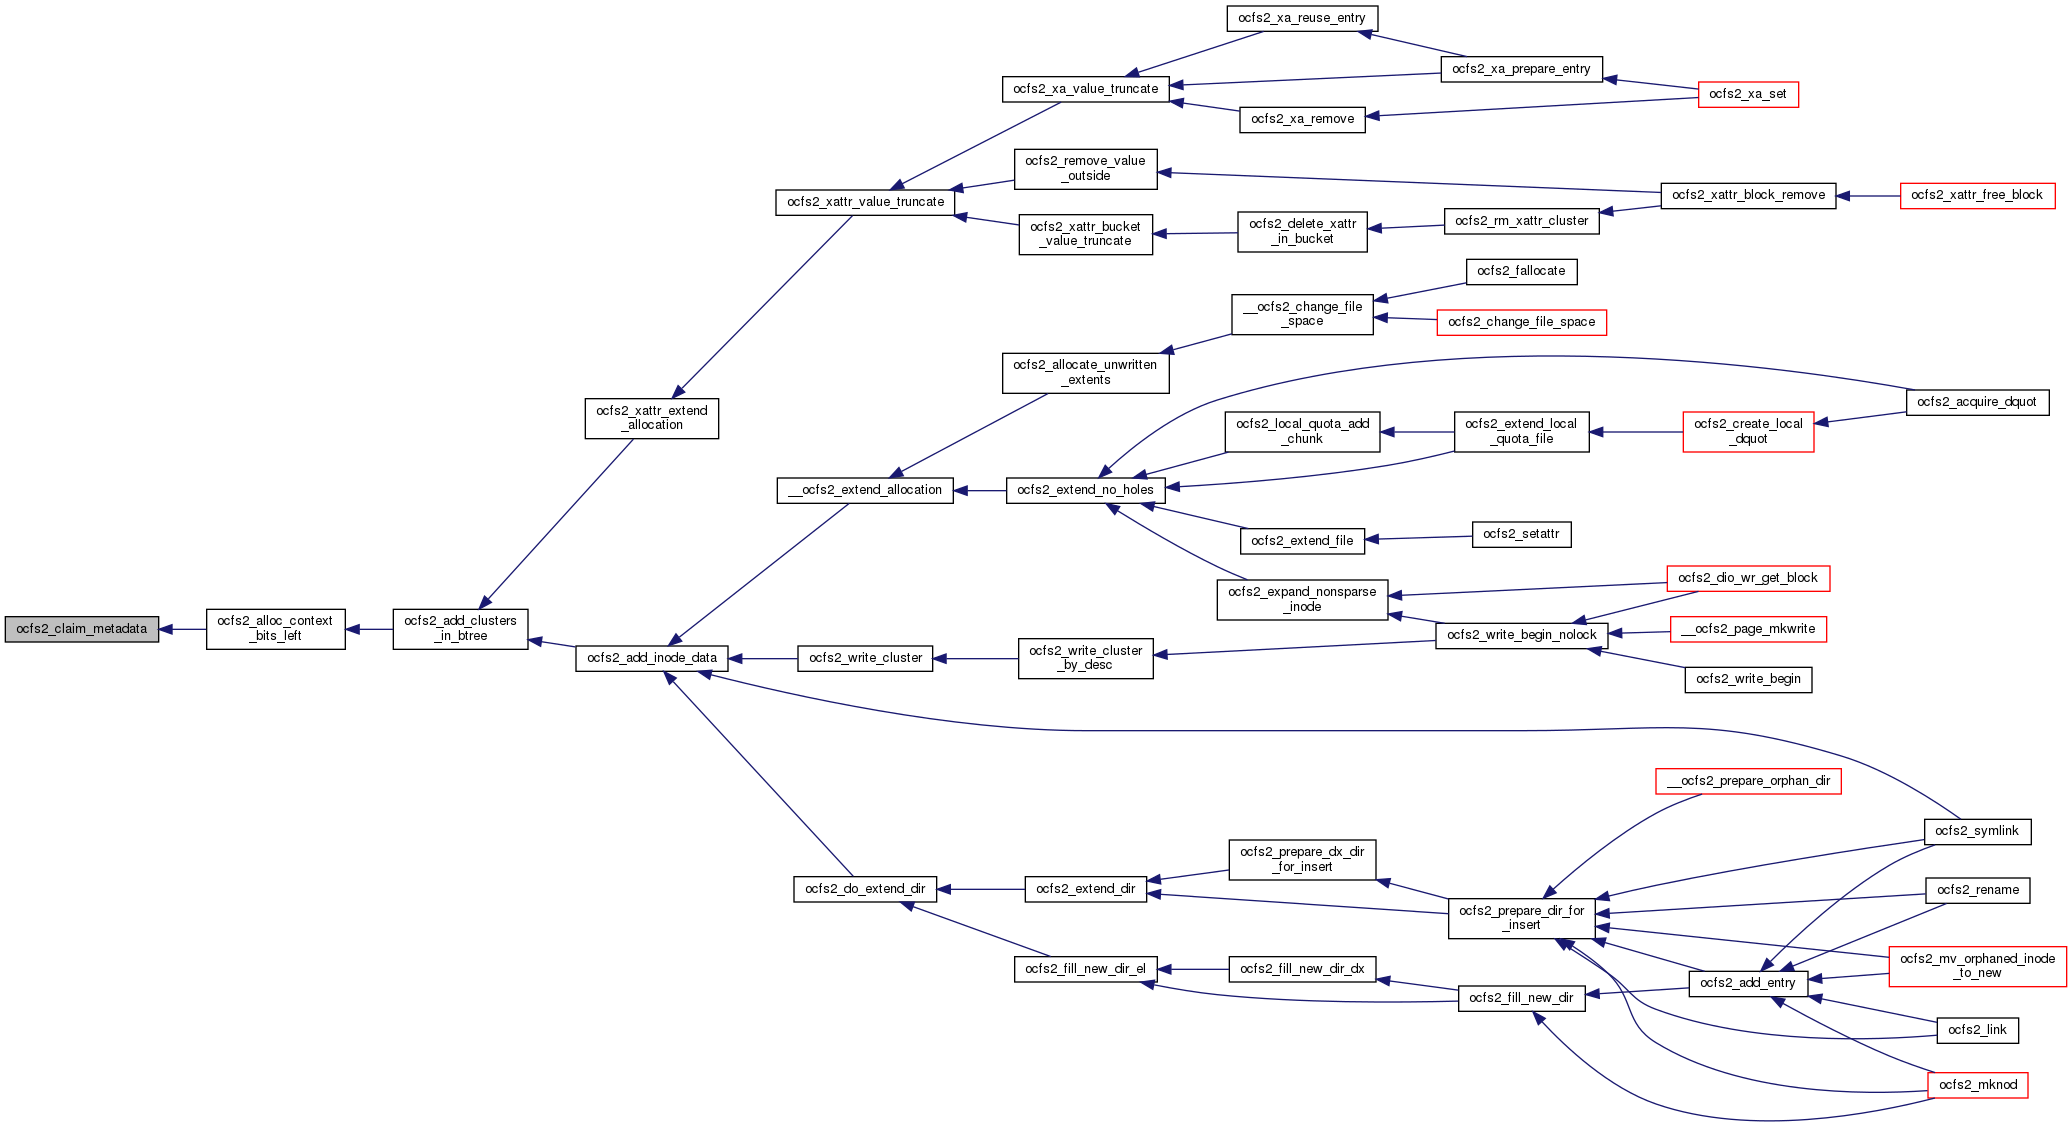 ocfs2_xa_reuse_entry
ocfs2_xa_prepare_entry
ocfs2_xa_value_truncate
ocfs2_xa_set
ocfs2_xa_remove
ocfs2_remove_value
_outside
ocfs2_xattr_value_truncate
ocfs2_xattr_block_remove
ocfs2_xattr_free_block
ocfs2_xattr_bucket
_value_truncate
ocfs2_delete_xattr
_in_bucket
ocfs2_rm_xattr_cluster
ocfs2_fallocate
__ocfs2_change_file
_space
ocfs2_change_file_space
ocfs2_allocate_unwritten
_extents
ocfs2_xattr_extend
_allocation
ocfs2_acquire_dquot
ocfs2_local_quota_add
_chunk
ocfs2_extend_local
_quota_file
ocfs2_create_local
_dquot
__ocfs2_extend_allocation
ocfs2_extend_no_holes
ocfs2_extend_file
ocfs2_setattr
ocfs2_expand_nonsparse
_inode
ocfs2_dio_wr_get_block
ocfs2_claim_metadata
ocfs2_alloc_context
_bits_left
ocfs2_add_clusters
_in_btree
ocfs2_add_inode_data
ocfs2_write_cluster
ocfs2_write_cluster
_by_desc
ocfs2_write_begin_nolock
__ocfs2_page_mkwrite
ocfs2_write_begin
__ocfs2_prepare_orphan_dir
ocfs2_symlink
ocfs2_prepare_dx_dir
_for_insert
ocfs2_do_extend_dir
ocfs2_extend_dir
ocfs2_rename
ocfs2_prepare_dir_for
_insert
ocfs2_mv_orphaned_inode
_to_new
ocfs2_fill_new_dir_el
ocfs2_fill_new_dir_dx
ocfs2_add_entry
ocfs2_fill_new_dir
ocfs2_link
ocfs2_mknod